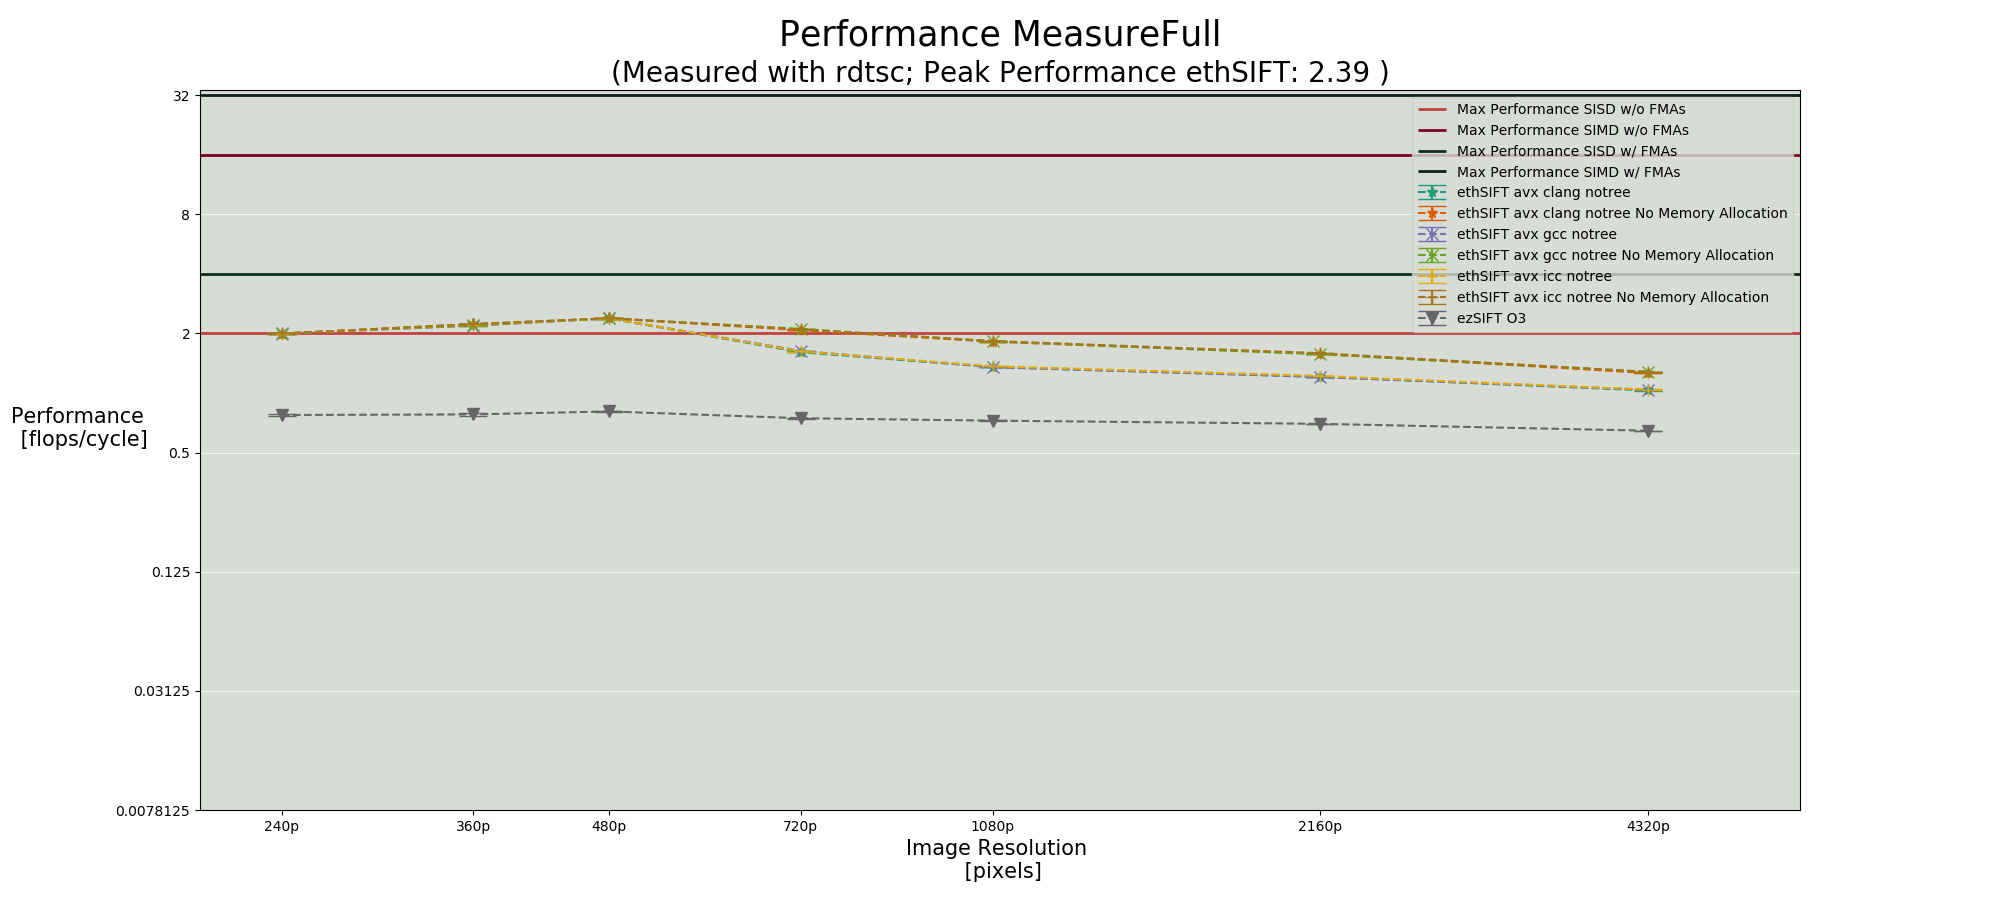 Performance MeasureFull
(Measured with rdtsc; Peak Performance ethSIFT: 2.39 )
32
8
2
0.5
0.125
0.03125
0.0078125
Performance
[flops/cycle]
Max Performance SISD w/o FMAs
Max Performance SIMD w/o FMAs
Max Performance SISD w/ FMAs
Max Performance SIMD w/ FMAs
ethSIFT avx clang notree
ethSIFT avx clang notree No Memory Allocation
ethSIFT avx gcc notree
ethSIFT avx gcc notree No Memory Allocation
ethSIFT avx icc notree
ethSIFT avx icc notree No Memory Allocation
ezSIFT O3
240p 360p 480p 720p 1080p 2160p 4320p
Image Resolution
[pixels]